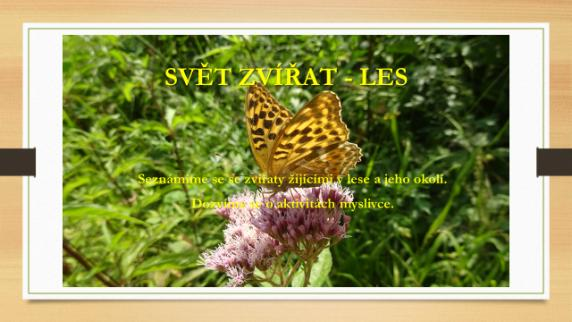 SVĚT ZVÍŘAT - LES
Seznámíme se se zvířaty žijícími v lese a jeho okolí.
Dozvíme se o aktivitách myslivce.